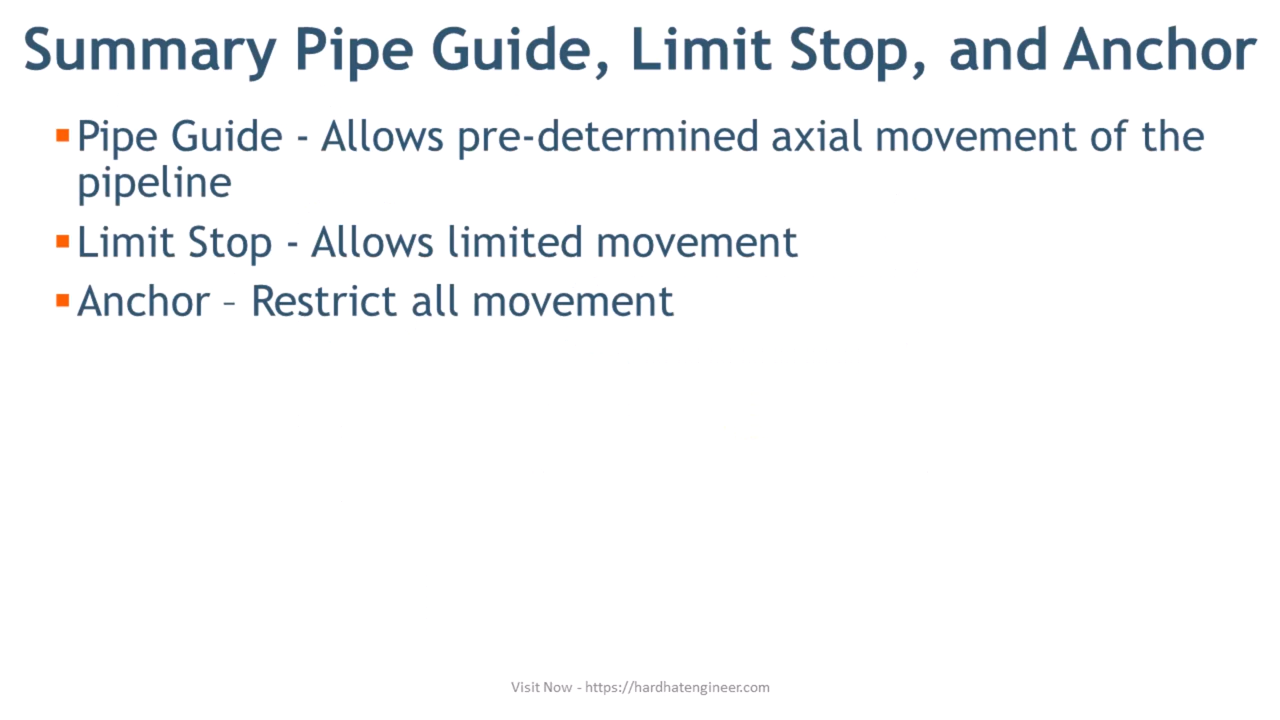 Summary Pipe Guide, Limit Stop, and Anchor
▪Pipe Guide - Allows pre-determined axial movement of the
pipeline
▪Limit Stop - Allows limited movement
▪Anchor – Restrict all movement
Visit Now - https://hardhatengineer.com